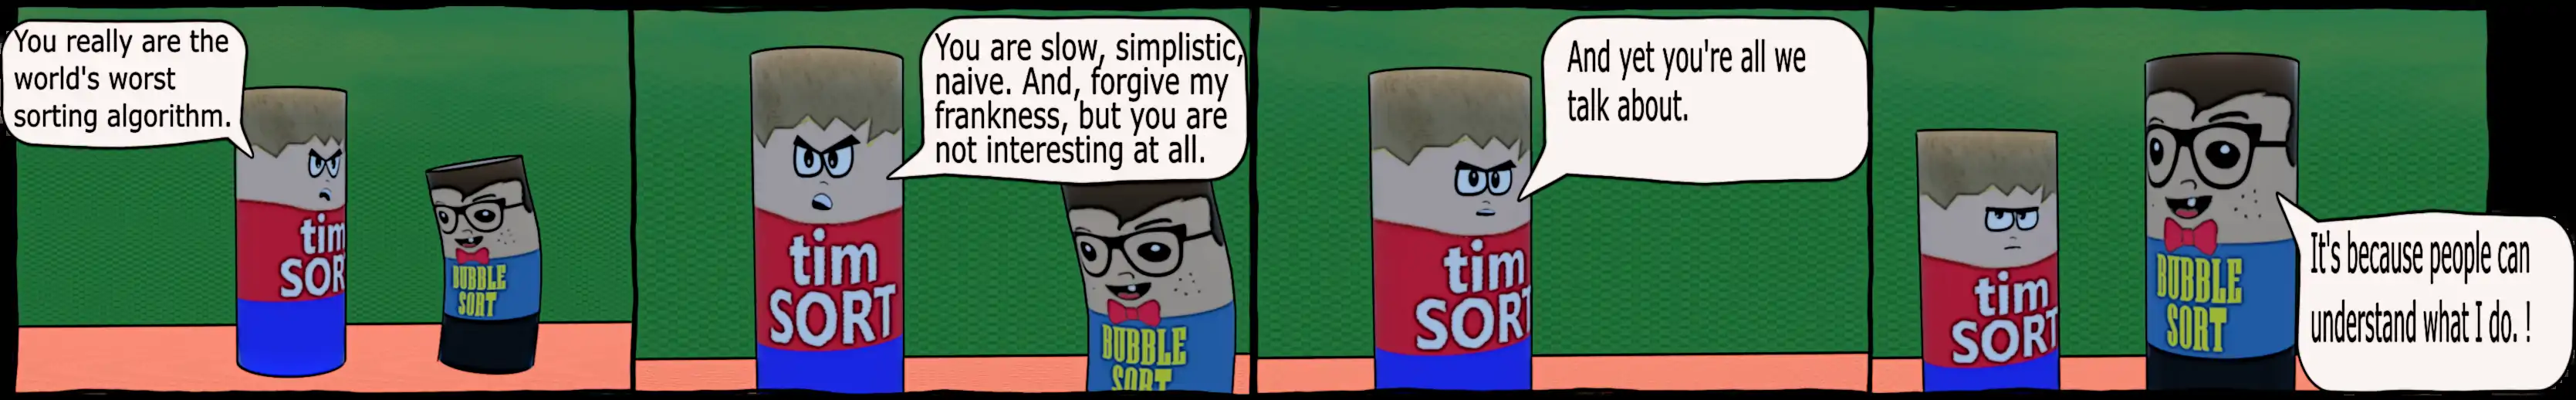 You really are the
world's worst
sorting algorithm.
tim
SOR
BUBBLE
SORT
You are slow, simplistic,
naive. And, forgive my
frankness, but you are
not interesting at all.
tim
SORT
BUBBLE
SORT
And yet you're all we
talk about.
tim
SORT
It's because people can
understand what I do. !
tim
SORT
BUBBLE
SORT